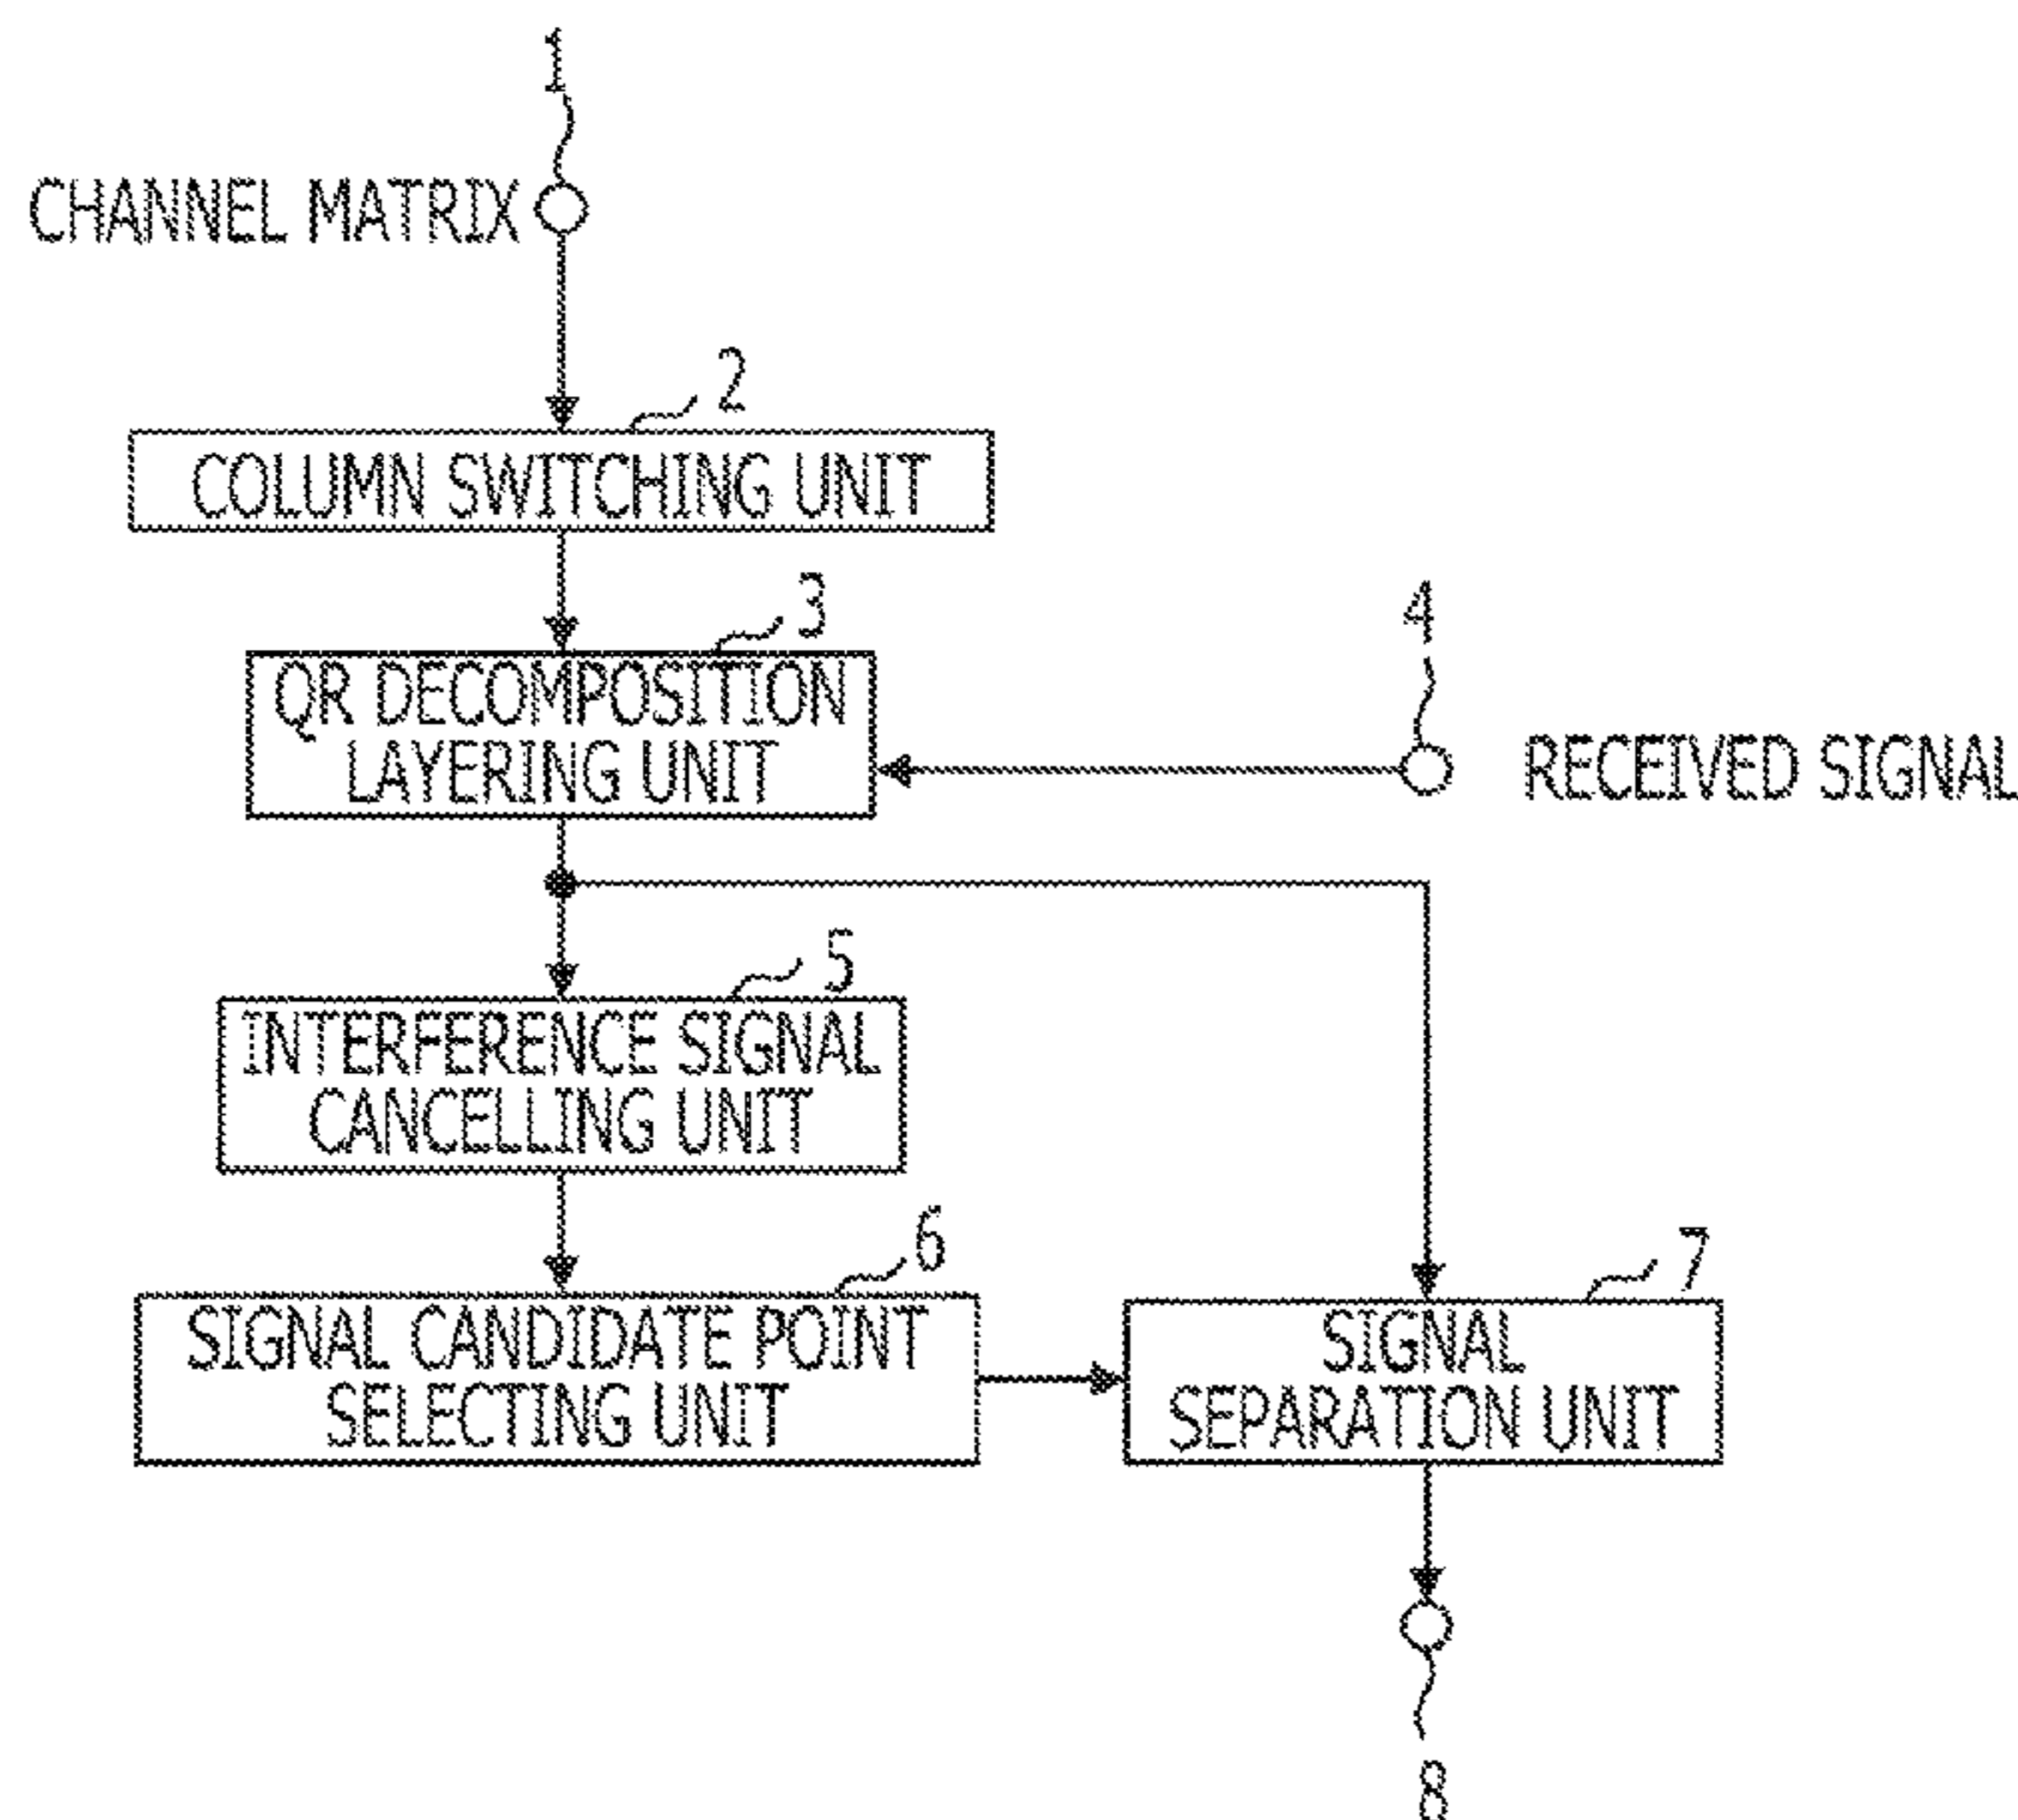 1
CHANNEL MATRIX
2
COLUMN SWITCHING UNIT
3
QR DECOMPOSITION
LAYERING UNIT
4
RECEIVED SIGNAL
5
INTERFERENCE SIGNAL
CANCELLING UNIT
6
SIGNAL CANDIDATE POINT
SELECTING UNIT
7
SIGNAL
SEPARATION UNIT
8